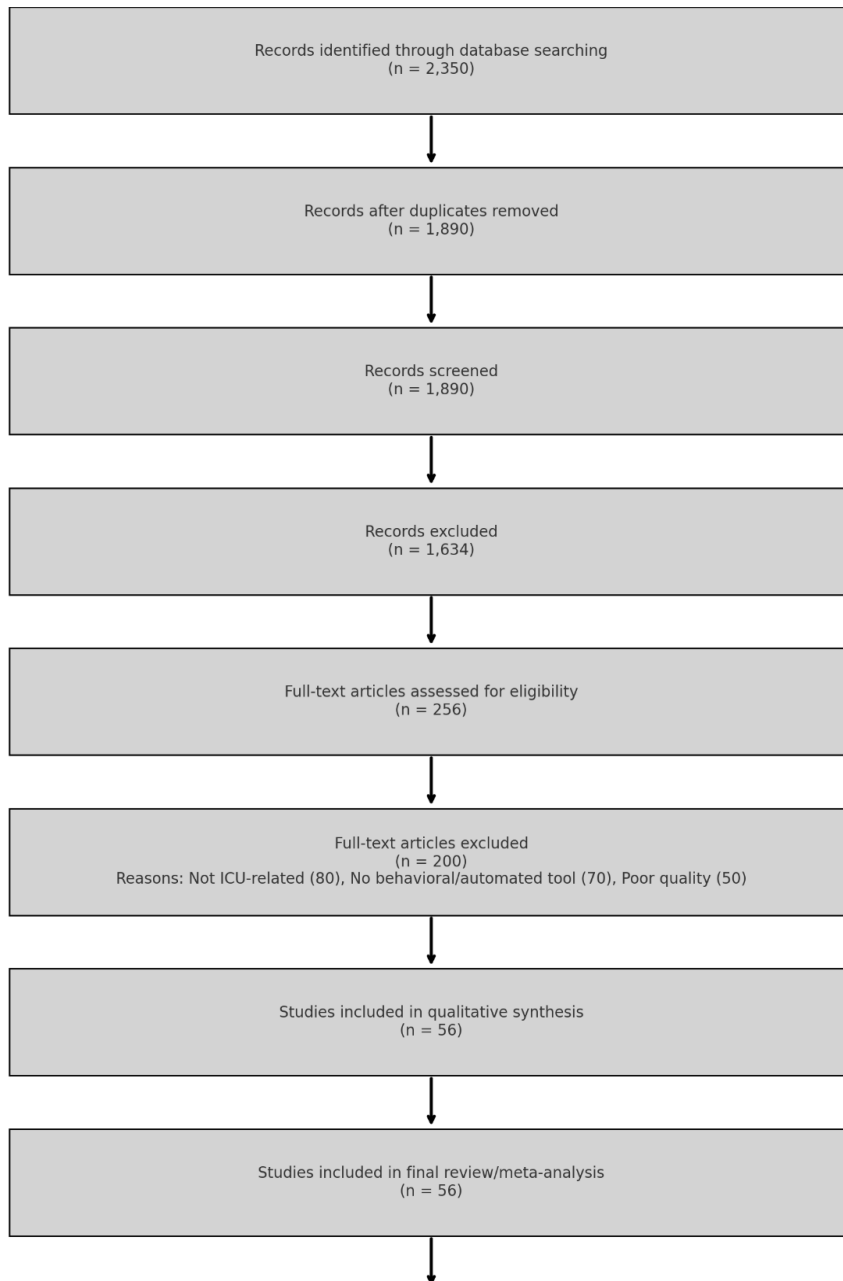 Records identified through database searching
(n = 2,350)
Records after duplicates removed
(n = 1,890)
Records screened
(n = 1,890)
Records excluded
(n = 1,634)
Full-text articles assessed for eligibility
(n = 256)
Full-text articles excluded
(n = 200)
Reasons: Not ICU-related (80), No behavioral/automated tool (70), Poor quality (50)
Studies included in qualitative synthesis
(n = 56)
Studies included in final review/meta-analysis
(n = 56)